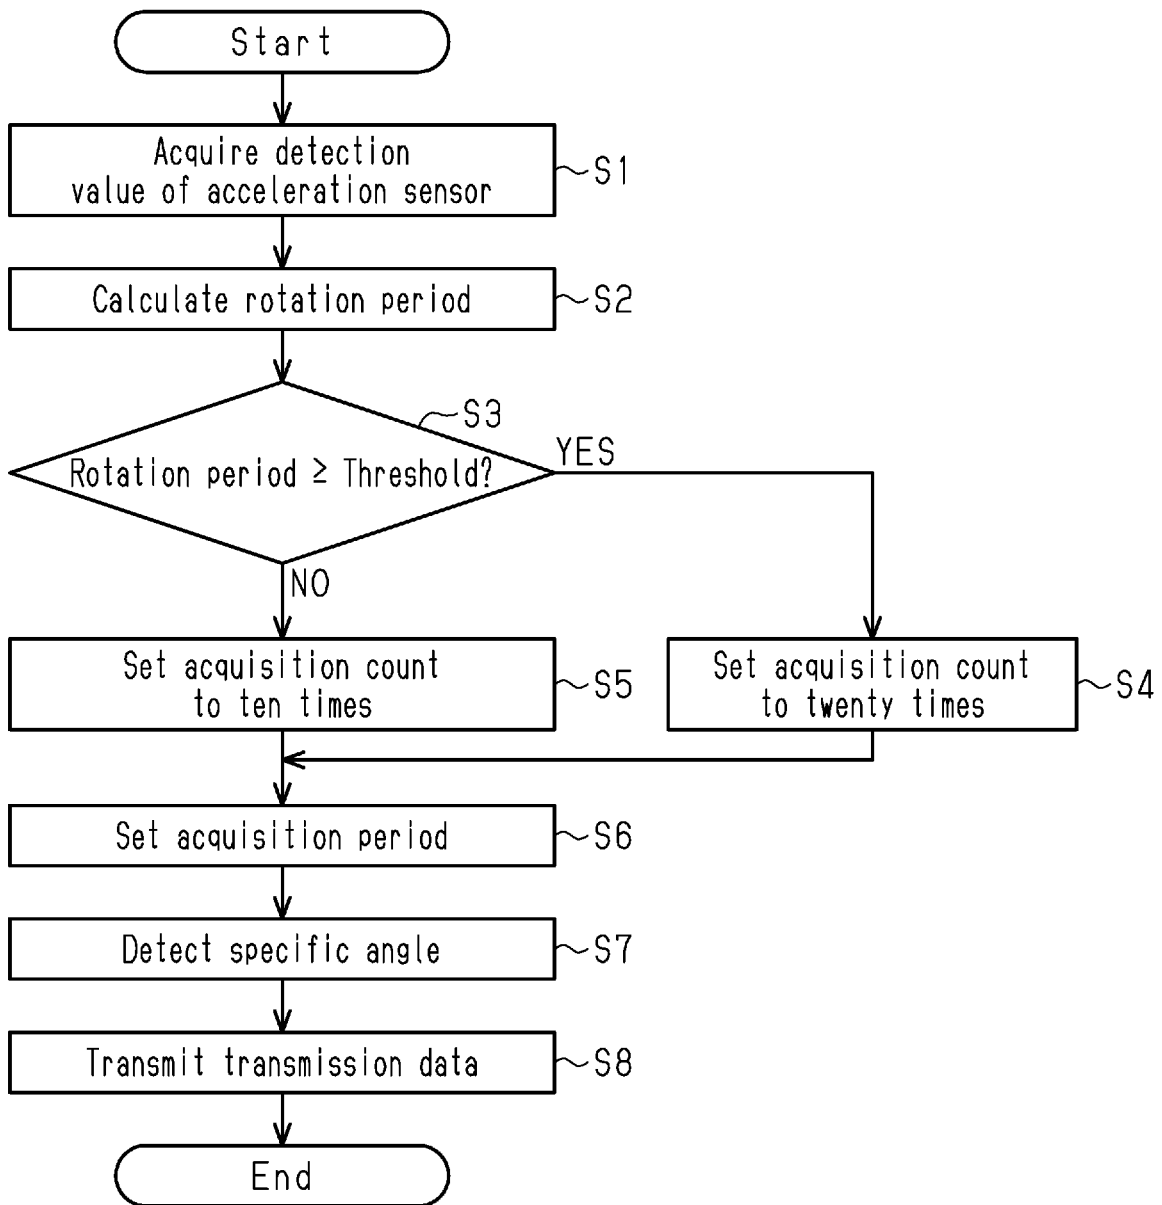 Start
Acquire detection
value of acceleration sensor
S1
Calculate rotation period
S2
S3
Rotation period ≥ Threshold?
YES
NO
Set acquisition count
to ten times
S5
Set acquisition count
to twenty times
S4
Set acquisition period
S6
Detect specific angle
S7
Transmit transmission data
S8
End